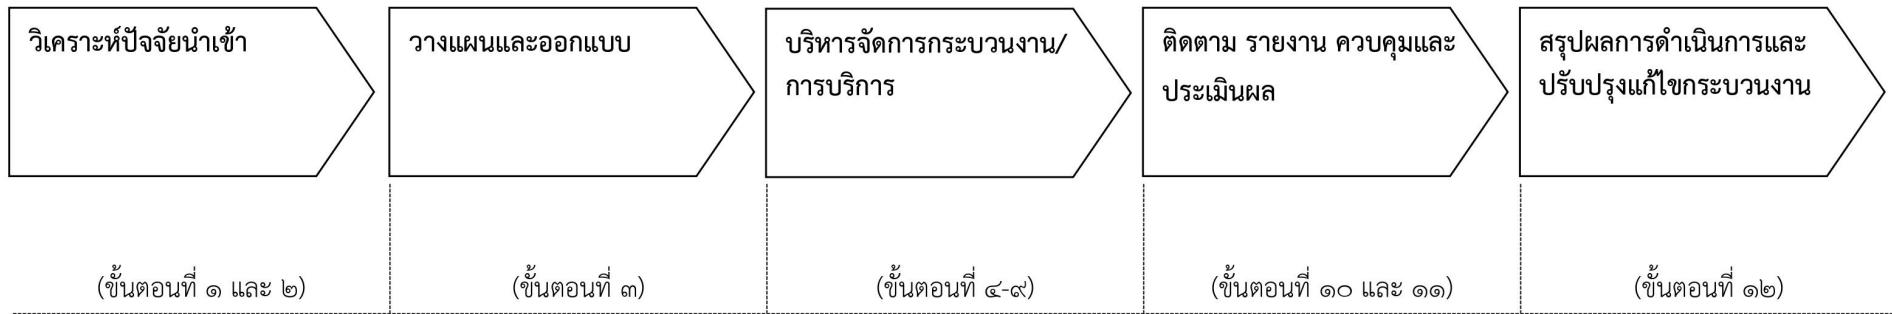 วิเคราะห์ปัจจัยนำเข้า
วางแผนและออกแบบ
บริหารจัดการกระบวนงาน/
การบริการ
ติดตาม รายงาน ควบคุมและ
ประเมินผล
สรุปผลการดำเนินการและ
ปรับปรุงแก้ไขกระบวนงาน
(ขั้นตอนที่ ๑ และ ๒)
(ขั้นตอนที่ ๓)
(ขั้นตอนที่ ๔-๙)
(ขั้นตอนที่ ๑๐ และ ๑๑)
(ขั้นตอนที่ ๑๒)